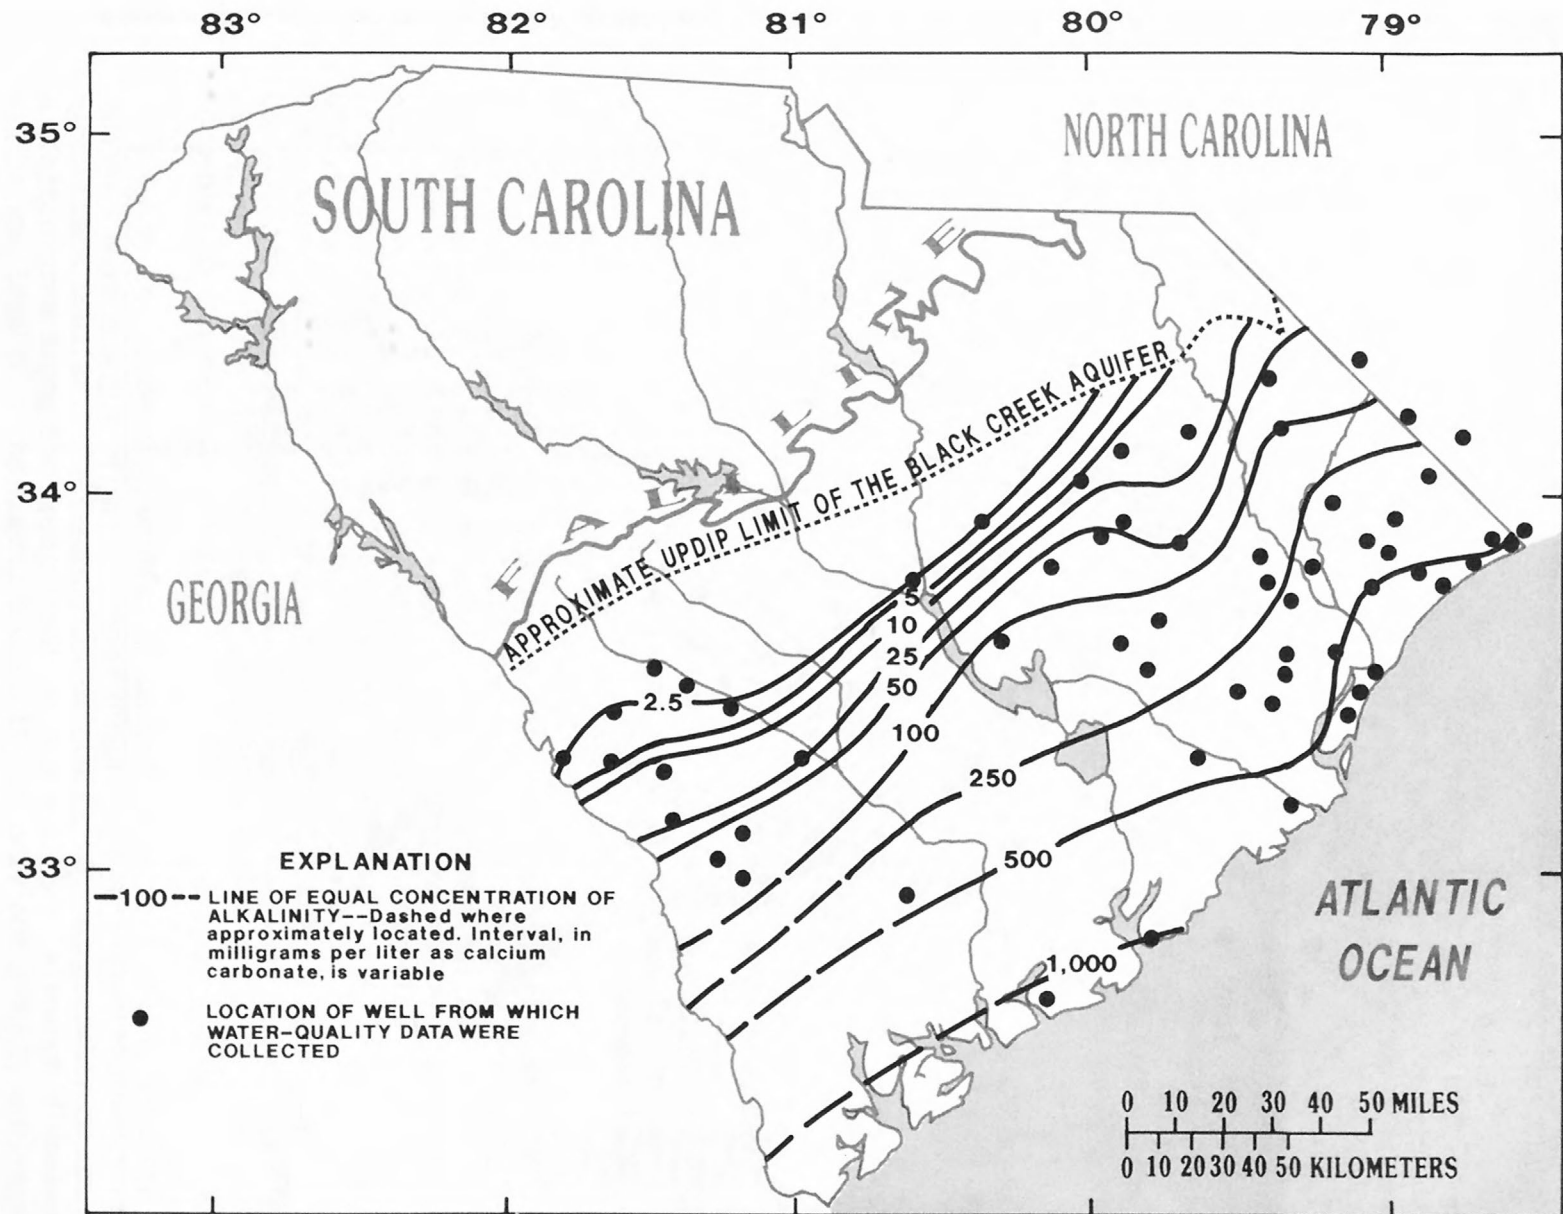 83° 82° 81° 80° 79°
35°
34°
33°
NORTH CAROLINA
SOUTH CAROLINA
GEORGIA
FALL LINE
APPROXIMATE UPDIP LIMIT OF THE BLACK CREEK AQUIFER
2.5
5
10
25
50
100
250
500
1,000
ATLANTIC
OCEAN
EXPLANATION
—100-- LINE OF EQUAL CONCENTRATION OF
ALKALINITY--Dashed where
approximately located. Interval, in
milligrams per liter as calcium
carbonate, is variable
LOCATION OF WELL FROM WHICH
WATER-QUALITY DATA WERE
COLLECTED
0 10 20 30 40 50 MILES
0 10 20 30 40 50 KILOMETERS